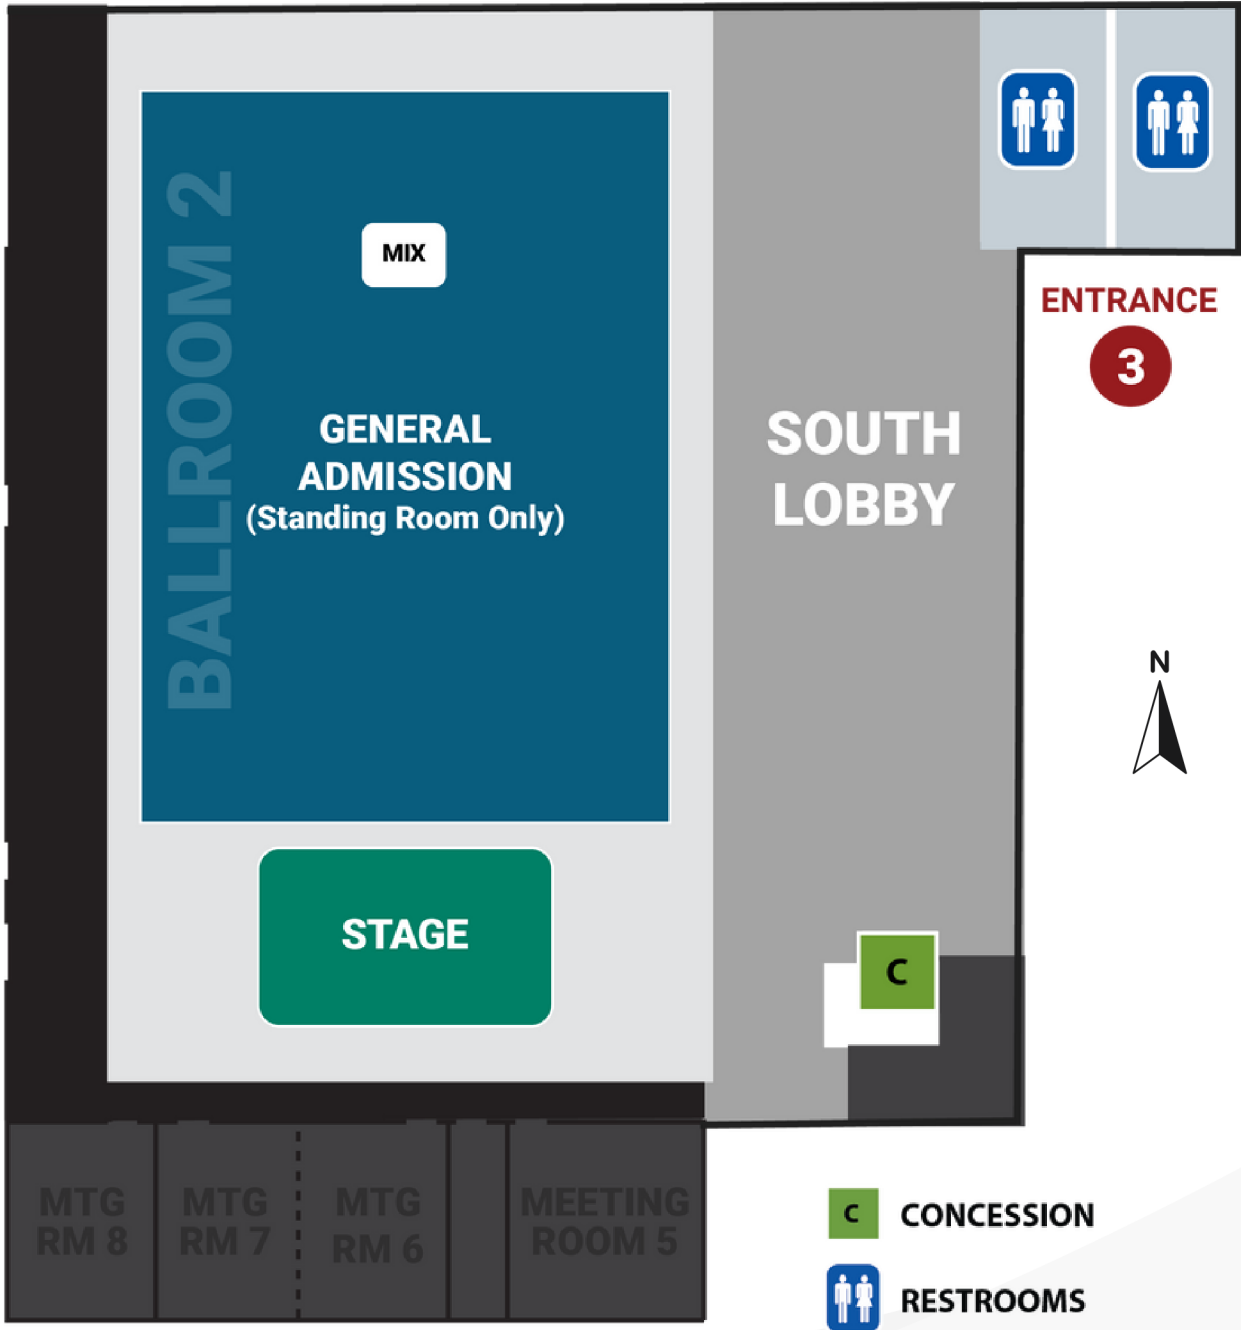 BALLROOM 2
MIX
GENERAL
ADMISSION
(Standing Room Only)
STAGE
SOUTH
LOBBY
ENTRANCE
3
N
C
MTG
RM 8
MTG
RM 7
MTG
RM 6
MEETING
ROOM 5
C CONCESSION
RESTROOMS